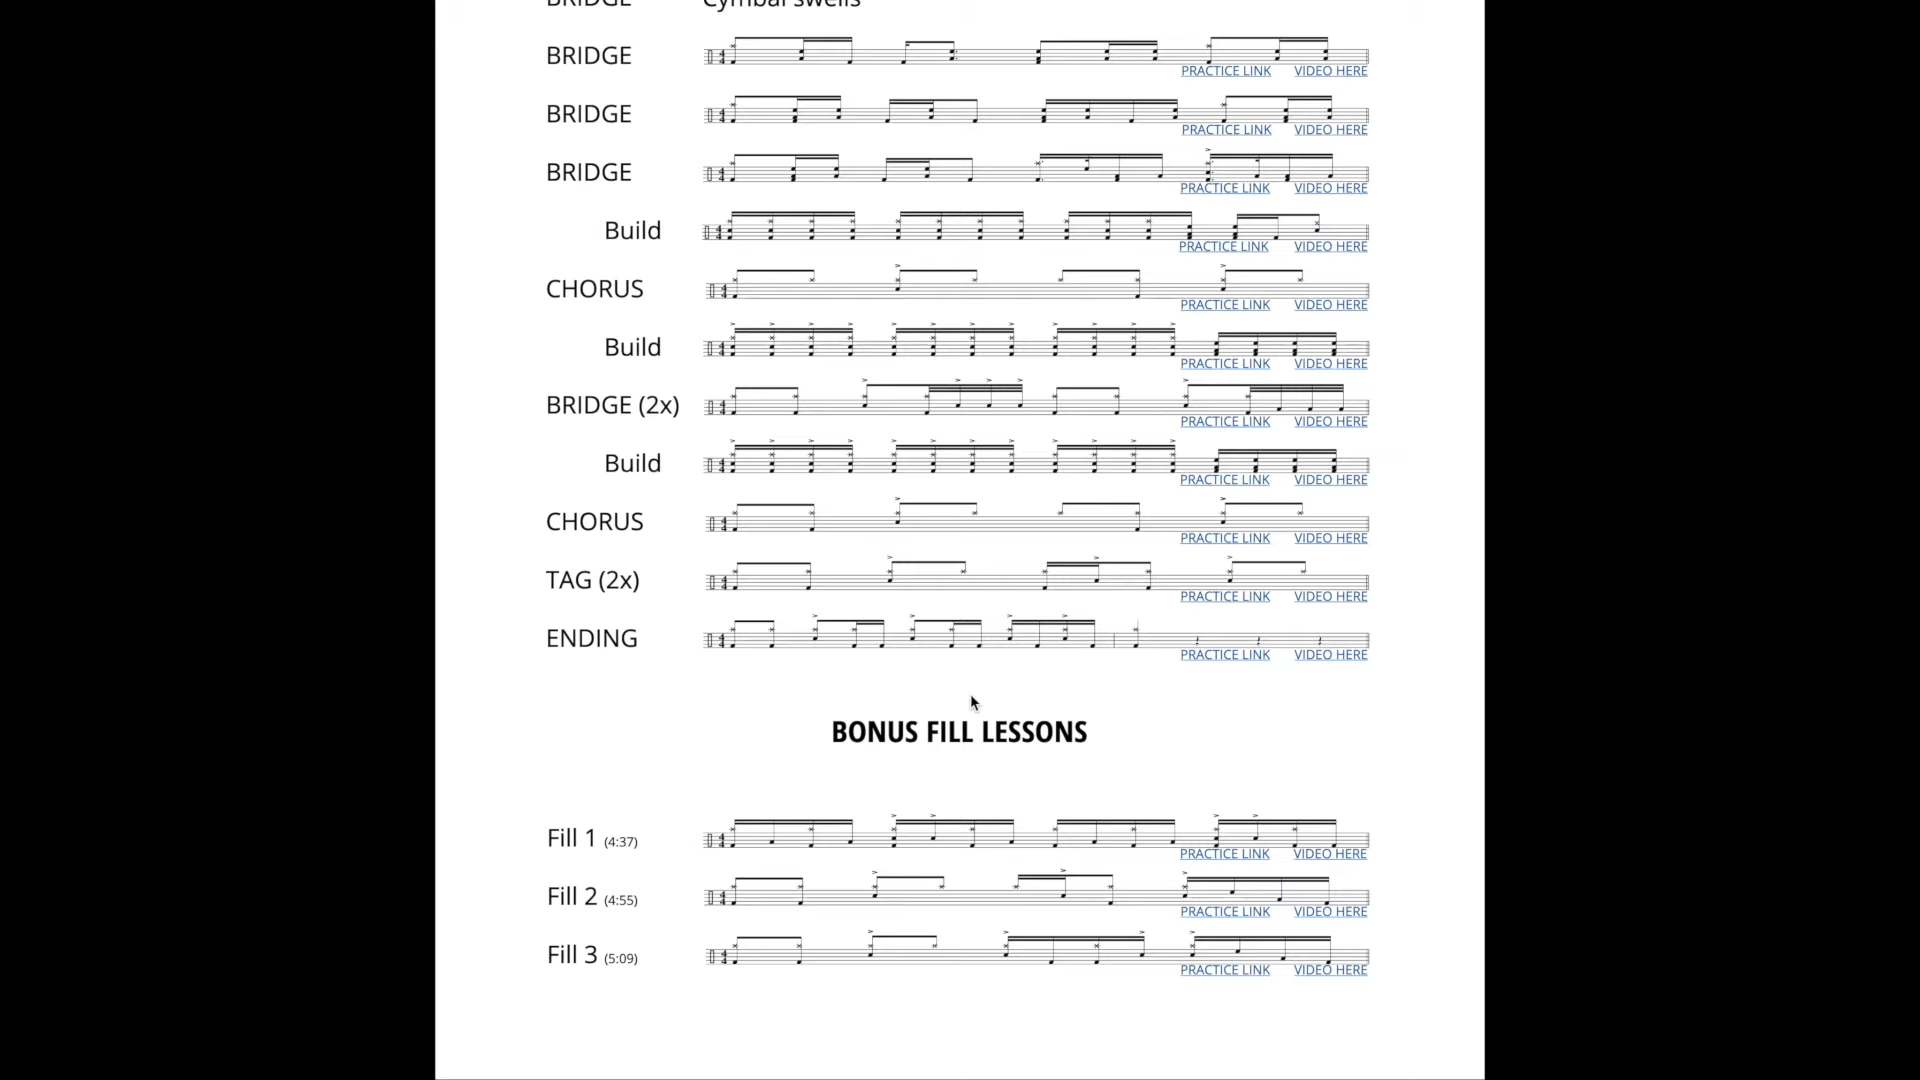 BRIDGE Cymbal swells
BRIDGE
PRACTICE LINK VIDEO HERE
BRIDGE
PRACTICE LINK VIDEO HERE
BRIDGE
PRACTICE LINK VIDEO HERE
Build
PRACTICE LINK VIDEO HERE
CHORUS
PRACTICE LINK VIDEO HERE
Build
PRACTICE LINK VIDEO HERE
BRIDGE (2x)
PRACTICE LINK VIDEO HERE
Build
PRACTICE LINK VIDEO HERE
CHORUS
PRACTICE LINK VIDEO HERE
TAG (2x)
PRACTICE LINK VIDEO HERE
ENDING
PRACTICE LINK VIDEO HERE
BONUS FILL LESSONS
Fill 1 (4:37)
PRACTICE LINK VIDEO HERE
Fill 2 (4:55)
PRACTICE LINK VIDEO HERE
Fill 3 (5:09)
PRACTICE LINK VIDEO HERE